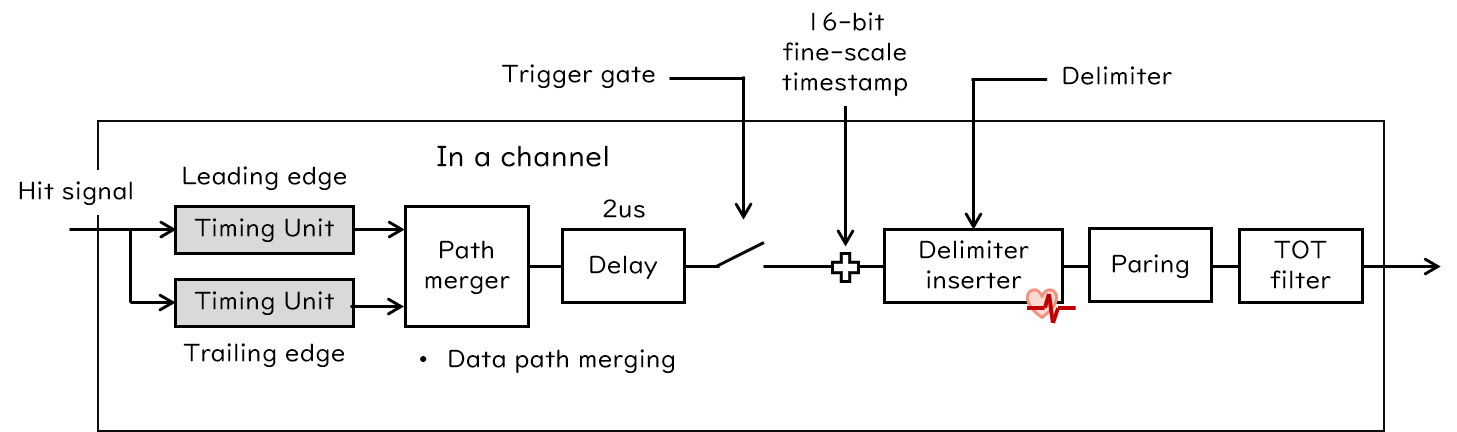 16-bit
fine-scale
timestamp
Trigger gate
Delimiter
In a channel
Hit signal
Leading edge
Timing Unit
Timing Unit
Trailing edge
Path
merger
• Data path merging
2us
Delay
Delimiter
inserter
Paring
TOT
filter